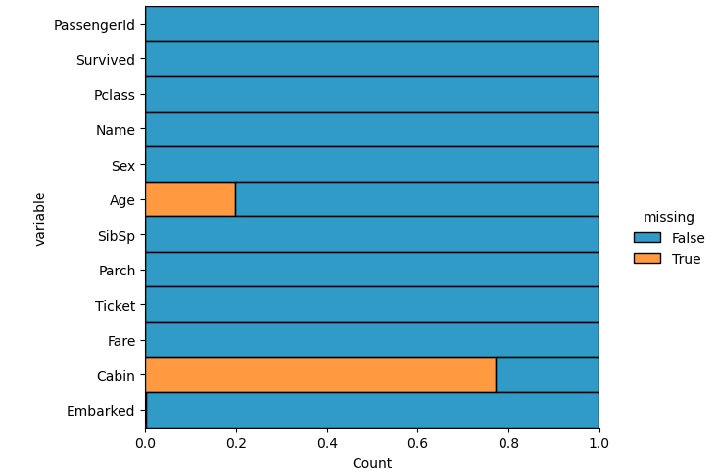 PassengerId
Survived
Pclass
Name
Sex
Age
SibSp
Parch
Ticket
Fare
Cabin
Embarked
variable
0.0 0.2 0.4 0.6 0.8 1.0
Count
missing
False
True